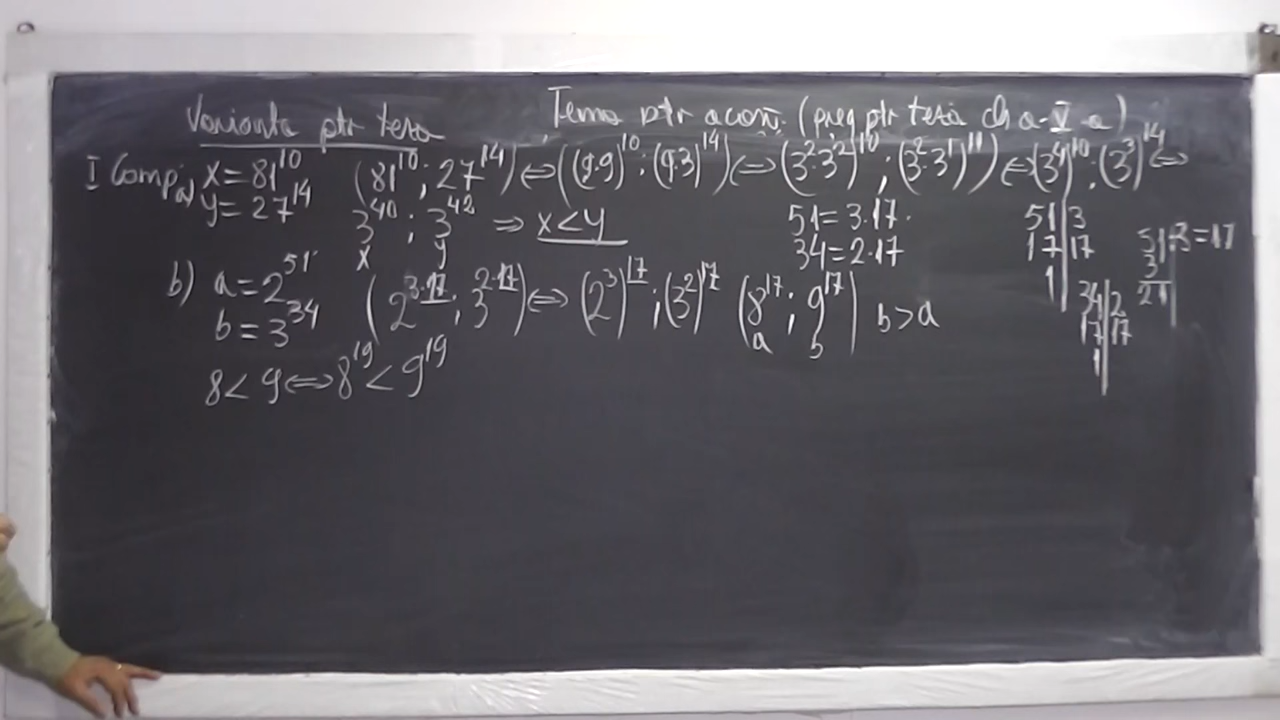 Varianta ptr teză
Temă ptr acasă (preg ptr teză cls a-V-a)
I Comp. a) x = 81^10 (81^10 ; 27^14) ⇔ ((9·9)^10 ; (9·3)^14) ⇔ ((3^2·3^2)^10 ; (3^2·3^1)^14) ⇔ (3^4)^10 ; (3^3)^14 ⇔
y = 27^14 3^40 ; 3^42 ⇒ x < y
x y
51 = 3·17
34 = 2·17
51 | 3
17 | 17
1
51 : 3 = 17
3
21
34 | 2
17 | 17
1
b) a = 2^51 (2^3·17 ; 3^2·17) ⇔ (2^3)^17 ; (3^2)^17 (8^17 ; 9^17) b > a
b = 3^34 a b
8 < 9 ⇔ 8^19 < 9^19